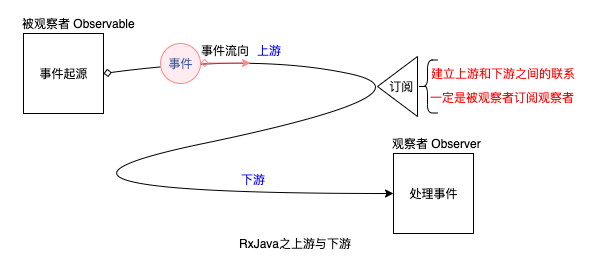 被观察者 Observable
事件起源
事件
事件流向
上游
订阅
建立上游和下游之间的联系
一定是被观察者订阅观察者
下游
观察者 Observer
处理事件
RxJava之上游与下游